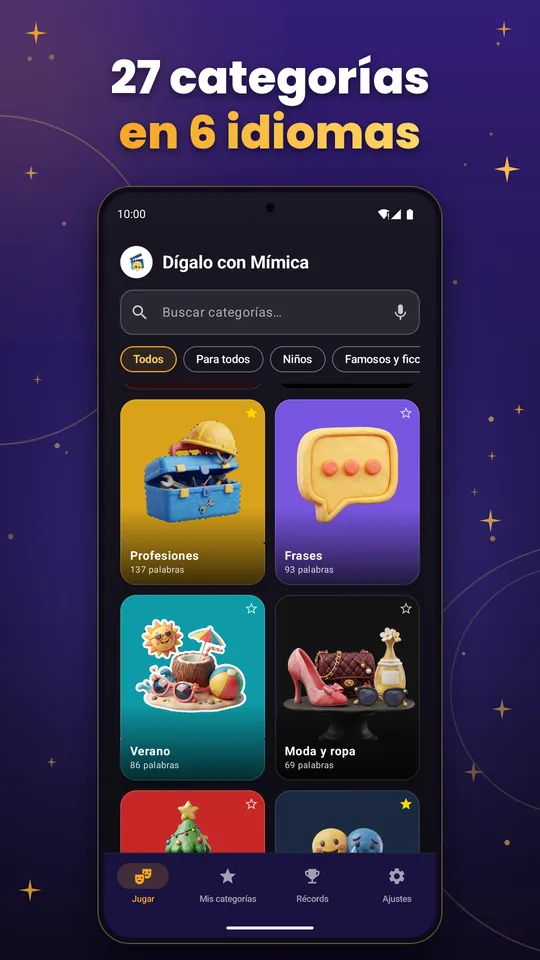 27 categorías
en 6 idiomas
10:00
Dígalo con Mímica
Buscar categorías...
Todos
Para todos
Niños
Famosos y ficc
Profesiones
137 palabras
Frases
93 palabras
Verano
86 palabras
Moda y ropa
69 palabras
Jugar
Mis categorías
Récords
Ajustes